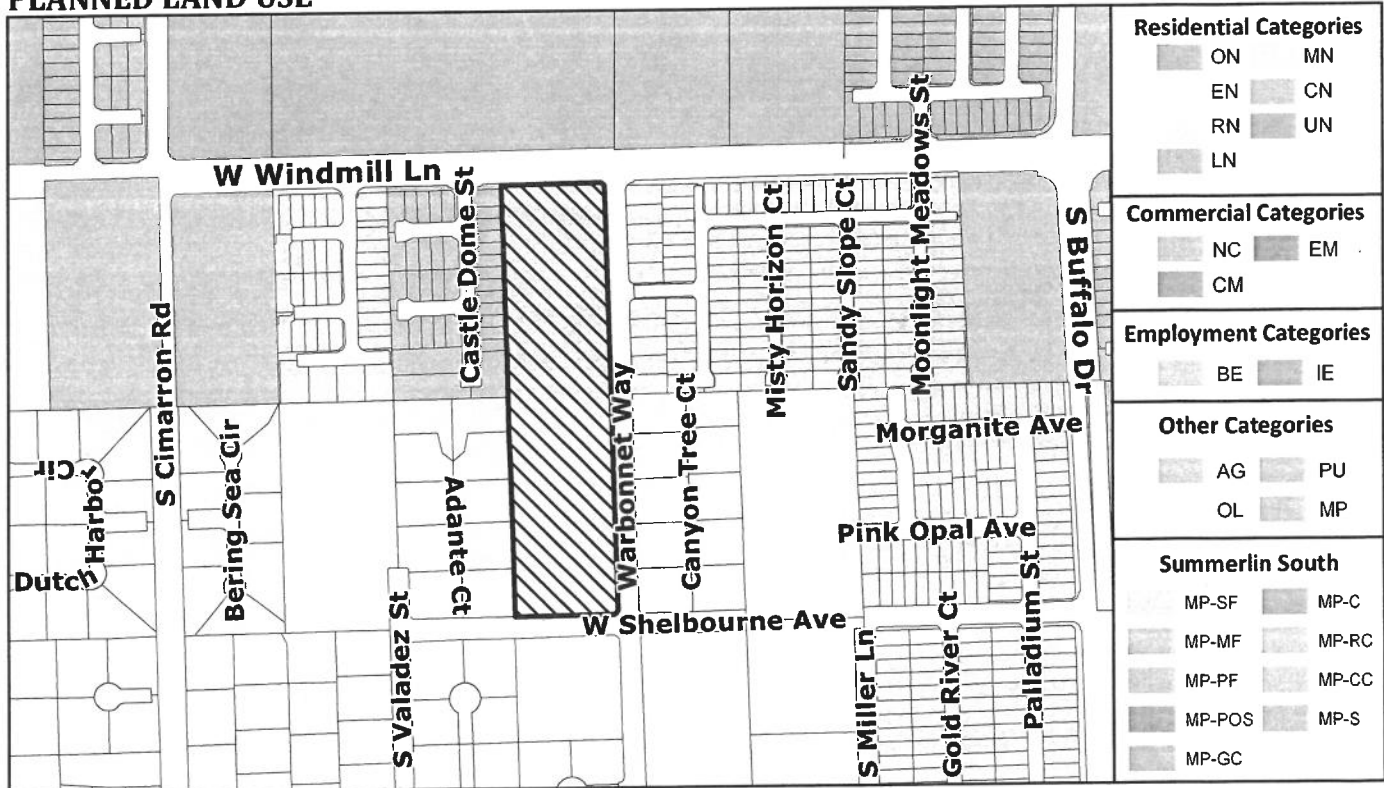 PLANNED LAND USE
W Windmill Ln
S Cimarron Rd
Castle Dome St
Warbonnet Way
Misty Horizon Ct
Sandy Slope Ct
Moonlight Meadows St
S Buffalo Dr
Canyon Tree Ct
Morganite Ave
Pink Opal Ave
Dutch Harbor Cir
Bering Sea Cir
Adante Ct
W Shelbourne Ave
S Valadez St
S Miller Ln
Gold River Ct
Palladium St
Residential Categories
ON MN
EN CN
RN UN
LN
Commercial Categories
NC EM
CM
Employment Categories
BE IE
Other Categories
AG PU
OL MP
Summerlin South
MP-SF MP-C
MP-MF MP-RC
MP-PF MP-CC
MP-POS MP-S
MP-GC